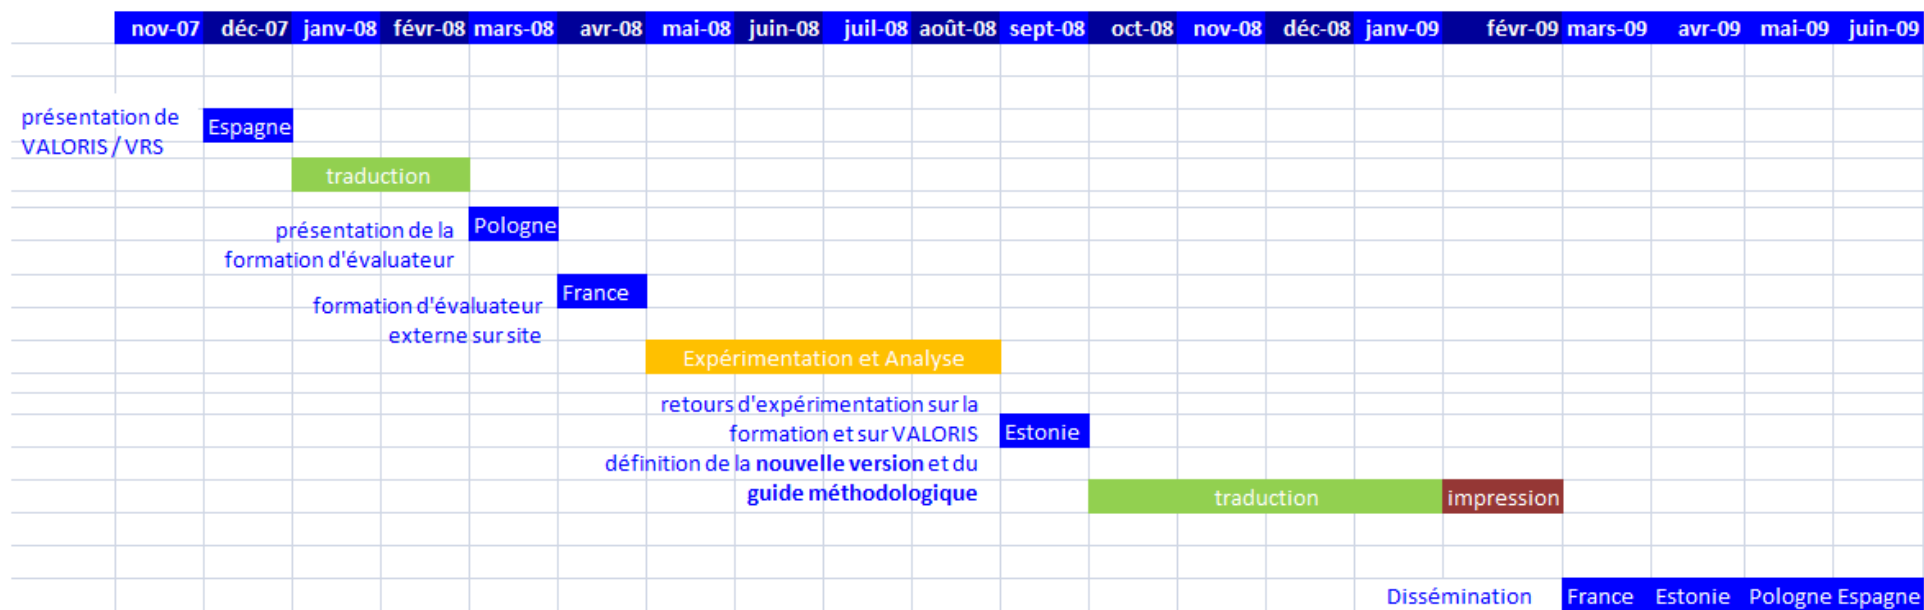 nov-07 déc-07 janv-08 févr-08 mars-08 avr-08 mai-08 juin-08 juil-08 août-08 sept-08 oct-08 nov-08 déc-08 janv-09 févr-09 mars-09 avr-09 mai-09 juin-09
présentation de
VALORIS / VRS
Espagne
traduction
présentation de la
formation d'évaluateur
Pologne
formation d'évaluateur
externe sur site
France
Expérimentation et Analyse
retours d'expérimentation sur la
formation et sur VALORIS
définition de la nouvelle version et du
guide méthodologique
Estonie
traduction
impression
Dissémination France Estonie Pologne Espagne